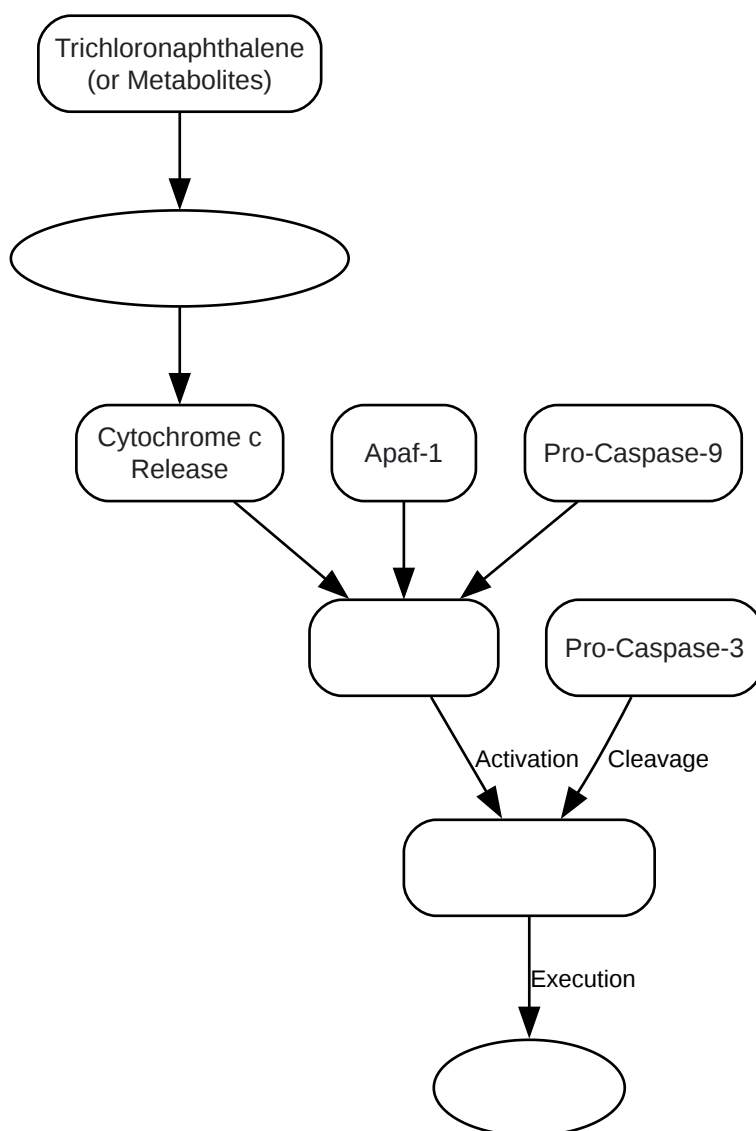 Trichloronaphthalene
(or Metabolites)
Cytochrome c
Release
Apaf-1
Pro-Caspase-9
Pro-Caspase-3
Activation
Cleavage
Execution